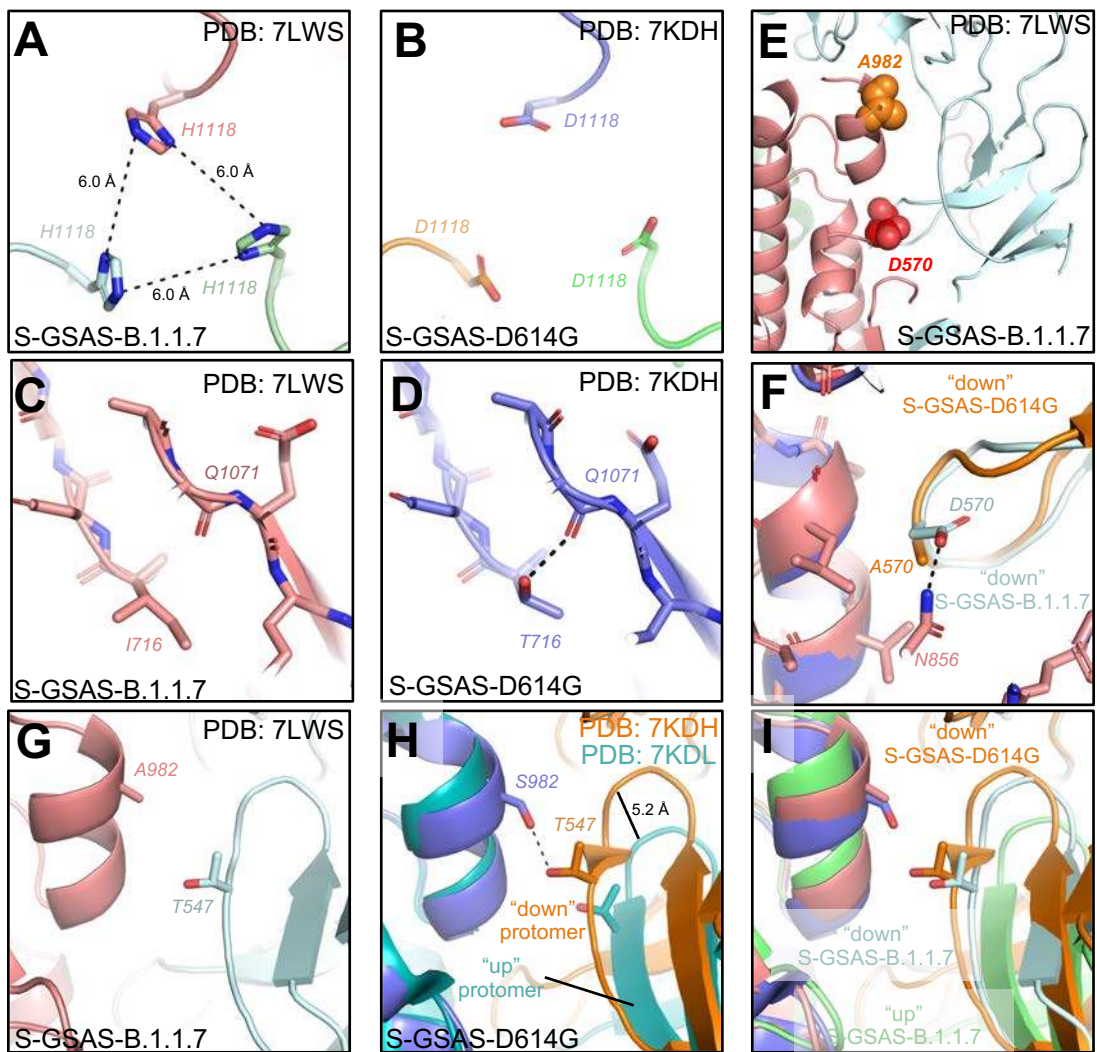 A
PDB: 7LWS
H1118
6.0 Å
6.0 Å
H1118
6.0 Å
H1118
S-GSAS-B.1.1.7
B
PDB: 7KDH
D1118
D1118
D1118
S-GSAS-D614G
E
PDB: 7LWS
A982
D570
S-GSAS-B.1.1.7
C
PDB: 7LWS
Q1071
I716
S-GSAS-B.1.1.7
D
PDB: 7KDH
Q1071
T716
S-GSAS-D614G
F
“down”
S-GSAS-D614G
D570
A570
“down”
S-GSAS-B.1.1.7
N856
G
PDB: 7LWS
A982
T547
S-GSAS-B.1.1.7
H
PDB: 7KDH
PDB: 7KDL
S982
5.2 Å
T547
“down”
protomer
“up”
protomer
S-GSAS-D614G
I
“down”
S-GSAS-D614G
“down”
S-GSAS-B.1.1.7
“up”
S-GSAS-B.1.1.7